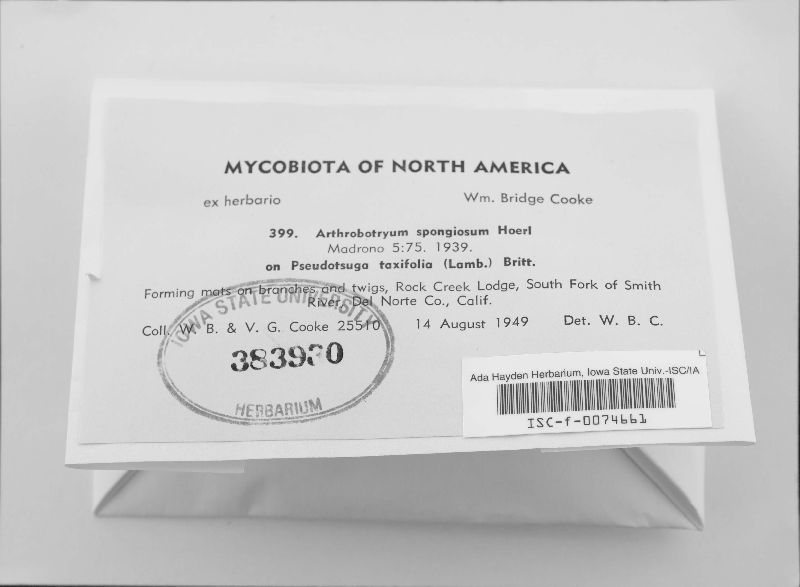 MYCOBIOTA OF NORTH AMERICA
ex herbario Wm. Bridge Cooke
399. Arthrobotryum spongiosum Hoerl
Madrono 5:75. 1939.
on Pseudotsuga taxifolia (Lamb.) Britt.
Forming mats on branches and twigs, Rock Creek Lodge, South Fork of Smith
River, Del Norte Co., Calif.
Coll. W. B. & V. G. Cooke 25510 14 August 1949 Det. W. B. C.
IOWA STATE UNIVERSITY
HERBARIUM
Ada Hayden Herbarium, Iowa State Univ.-ISC/IA
ISC-f-0074661